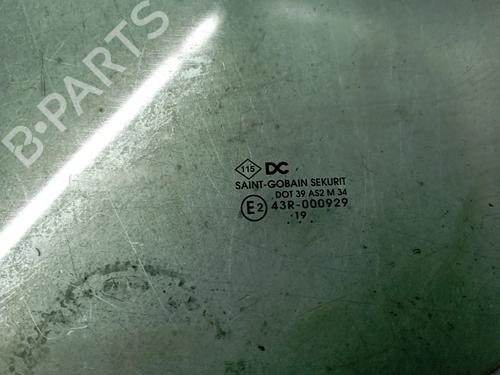 B-PARTS
115 DC
SAINT-GOBAIN SEKURIT
DOT 39 AS2 M 34
E2 43R-000929
19
...